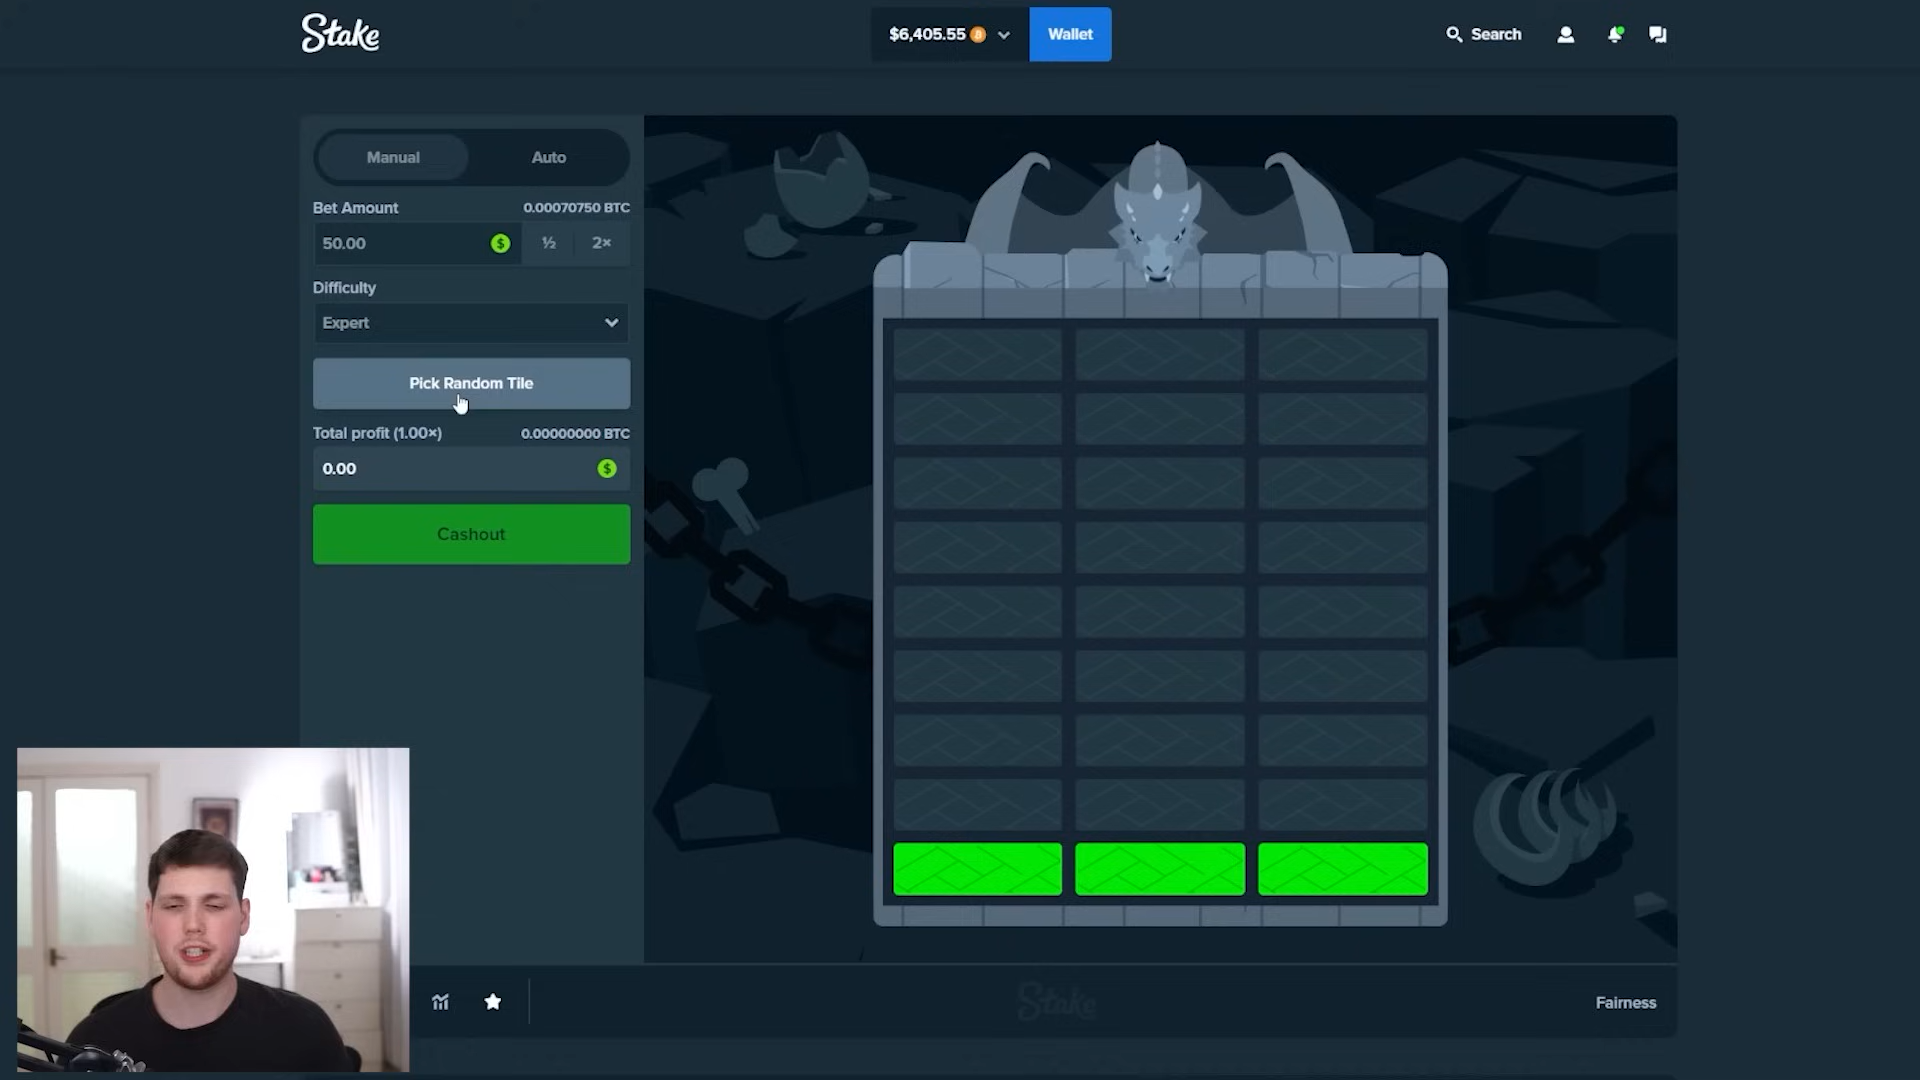 Stake
$6,405.55
Wallet
Search
Manual
Auto
Bet Amount
0.00070750 BTC
50.00
$
½
2×
Difficulty
Expert
Pick Random Tile
Total profit (1.00×)
0.00000000 BTC
0.00
$
Cashout
Stake
Fairness